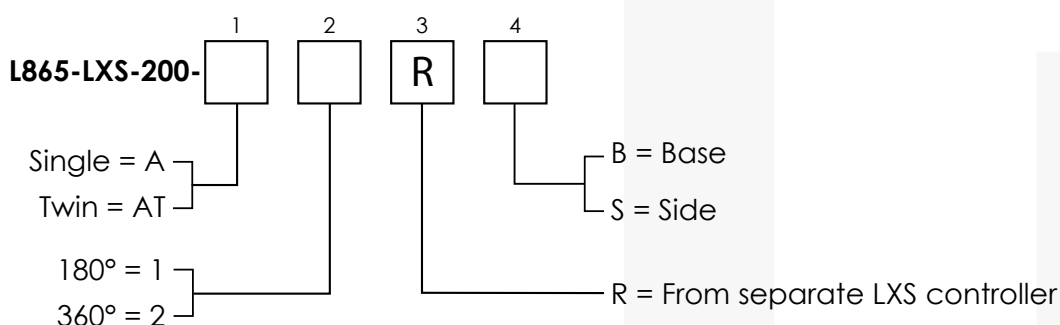 1 2 3 4
L865-LXS-200- R
Single = A
Twin = AT
B = Base
S = Side
180° = 1
360° = 2
R = From separate LXS controller